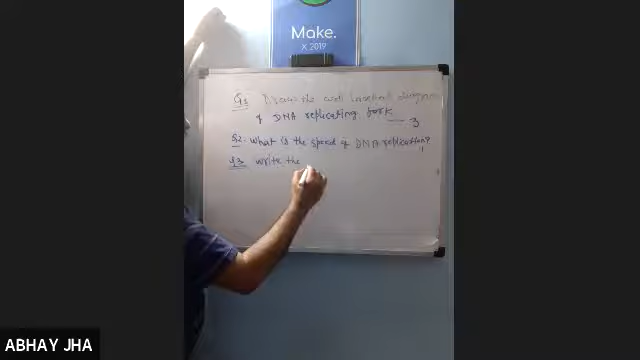 Make.
X.2019
Q1 Draw the well labelled diagram
of DNA replicating fork — 3
Q2. What is the speed of DNA replication?
1
Q3 Write the
ABHAY JHA